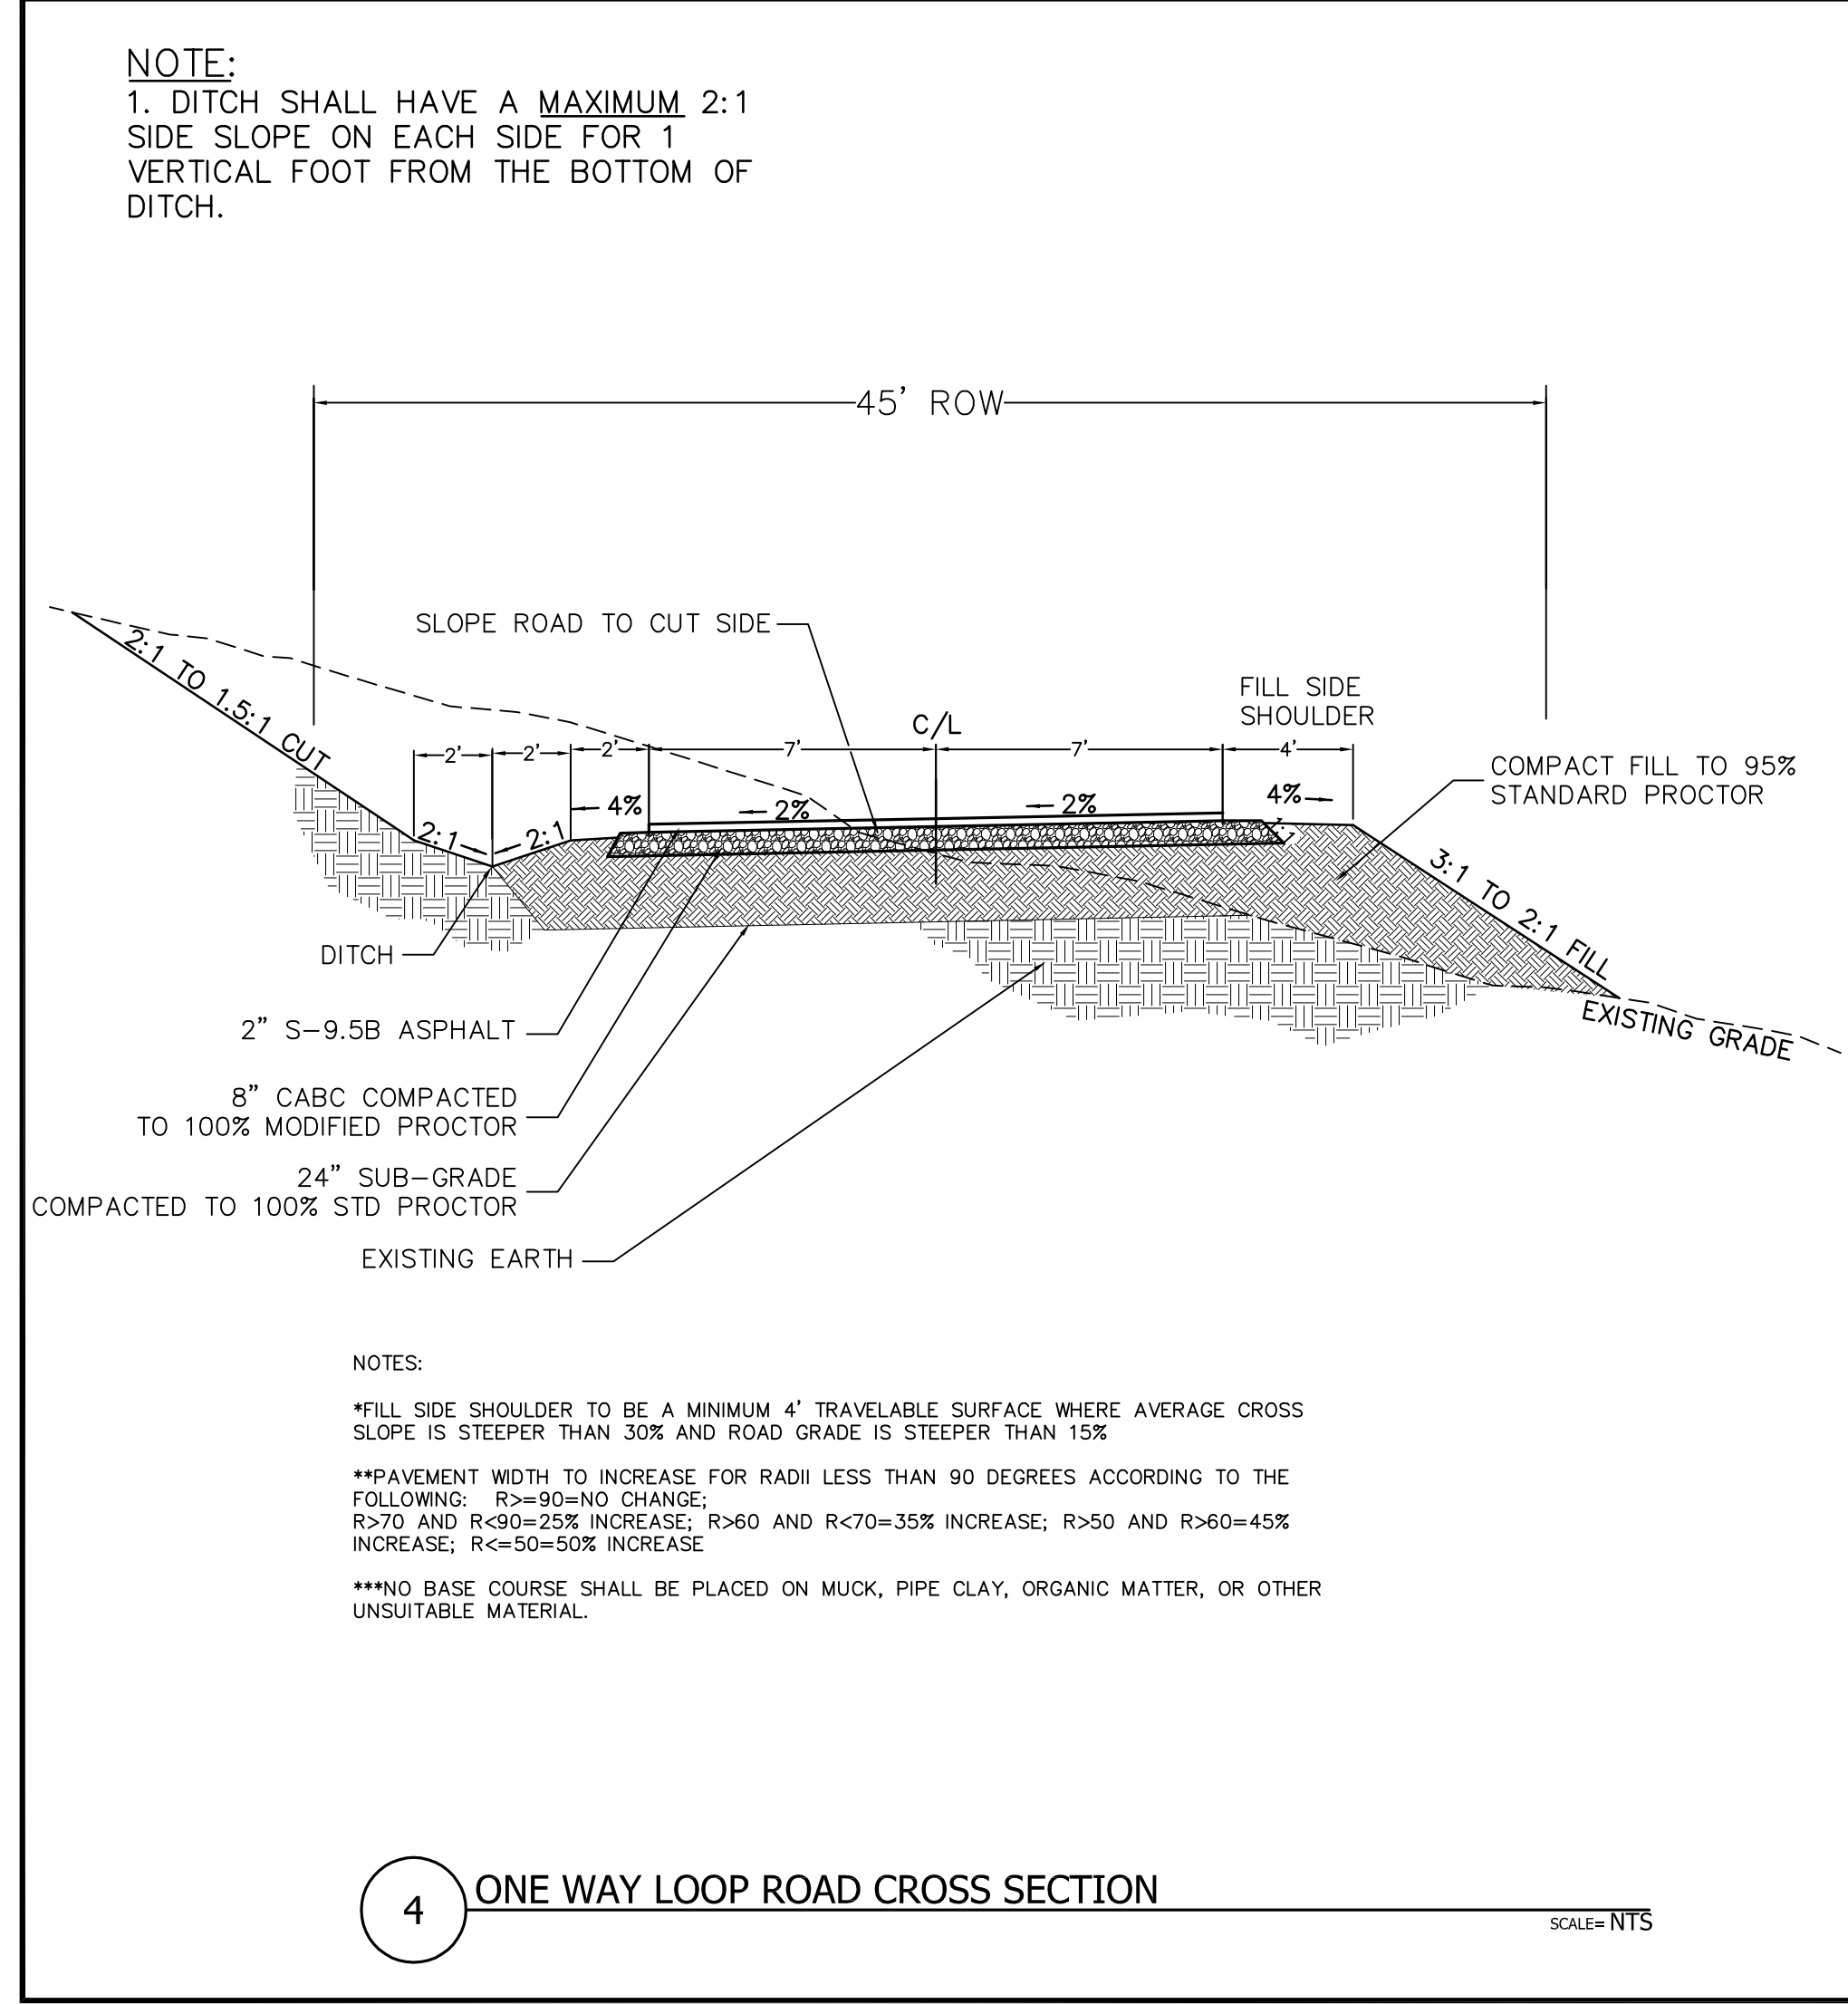 NOTE:
1. DITCH SHALL HAVE A MAXIMUM 2:1
SIDE SLOPE ON EACH SIDE FOR 1
VERTICAL FOOT FROM THE BOTTOM OF
DITCH.
45' ROW
SLOPE ROAD TO CUT SIDE
2:1 TO 1.5:1 CUT
FILL SIDE
SHOULDER
C/L
2' 2' 2' 7' 7' 4'
COMPACT FILL TO 95%
STANDARD PROCTOR
4% 2% 2% 4%
2:1 2:1 1:1
3:1 TO 2:1 FILL
DITCH
EXISTING GRADE
2" S-9.5B ASPHALT
8" CABC COMPACTED
TO 100% MODIFIED PROCTOR
24" SUB-GRADE
COMPACTED TO 100% STD PROCTOR
EXISTING EARTH
NOTES:
*FILL SIDE SHOULDER TO BE A MINIMUM 4' TRAVELABLE SURFACE WHERE AVERAGE CROSS
SLOPE IS STEEPER THAN 30% AND ROAD GRADE IS STEEPER THAN 15%
**PAVEMENT WIDTH TO INCREASE FOR RADII LESS THAN 90 DEGREES ACCORDING TO THE
FOLLOWING: R>=90=NO CHANGE;
R>70 AND R<90=25% INCREASE; R>60 AND R<70=35% INCREASE; R>50 AND R>60=45%
INCREASE; R<=50=50% INCREASE
***NO BASE COURSE SHALL BE PLACED ON MUCK, PIPE CLAY, ORGANIC MATTER, OR OTHER
UNSUITABLE MATERIAL.
4
ONE WAY LOOP ROAD CROSS SECTION
SCALE= NTS